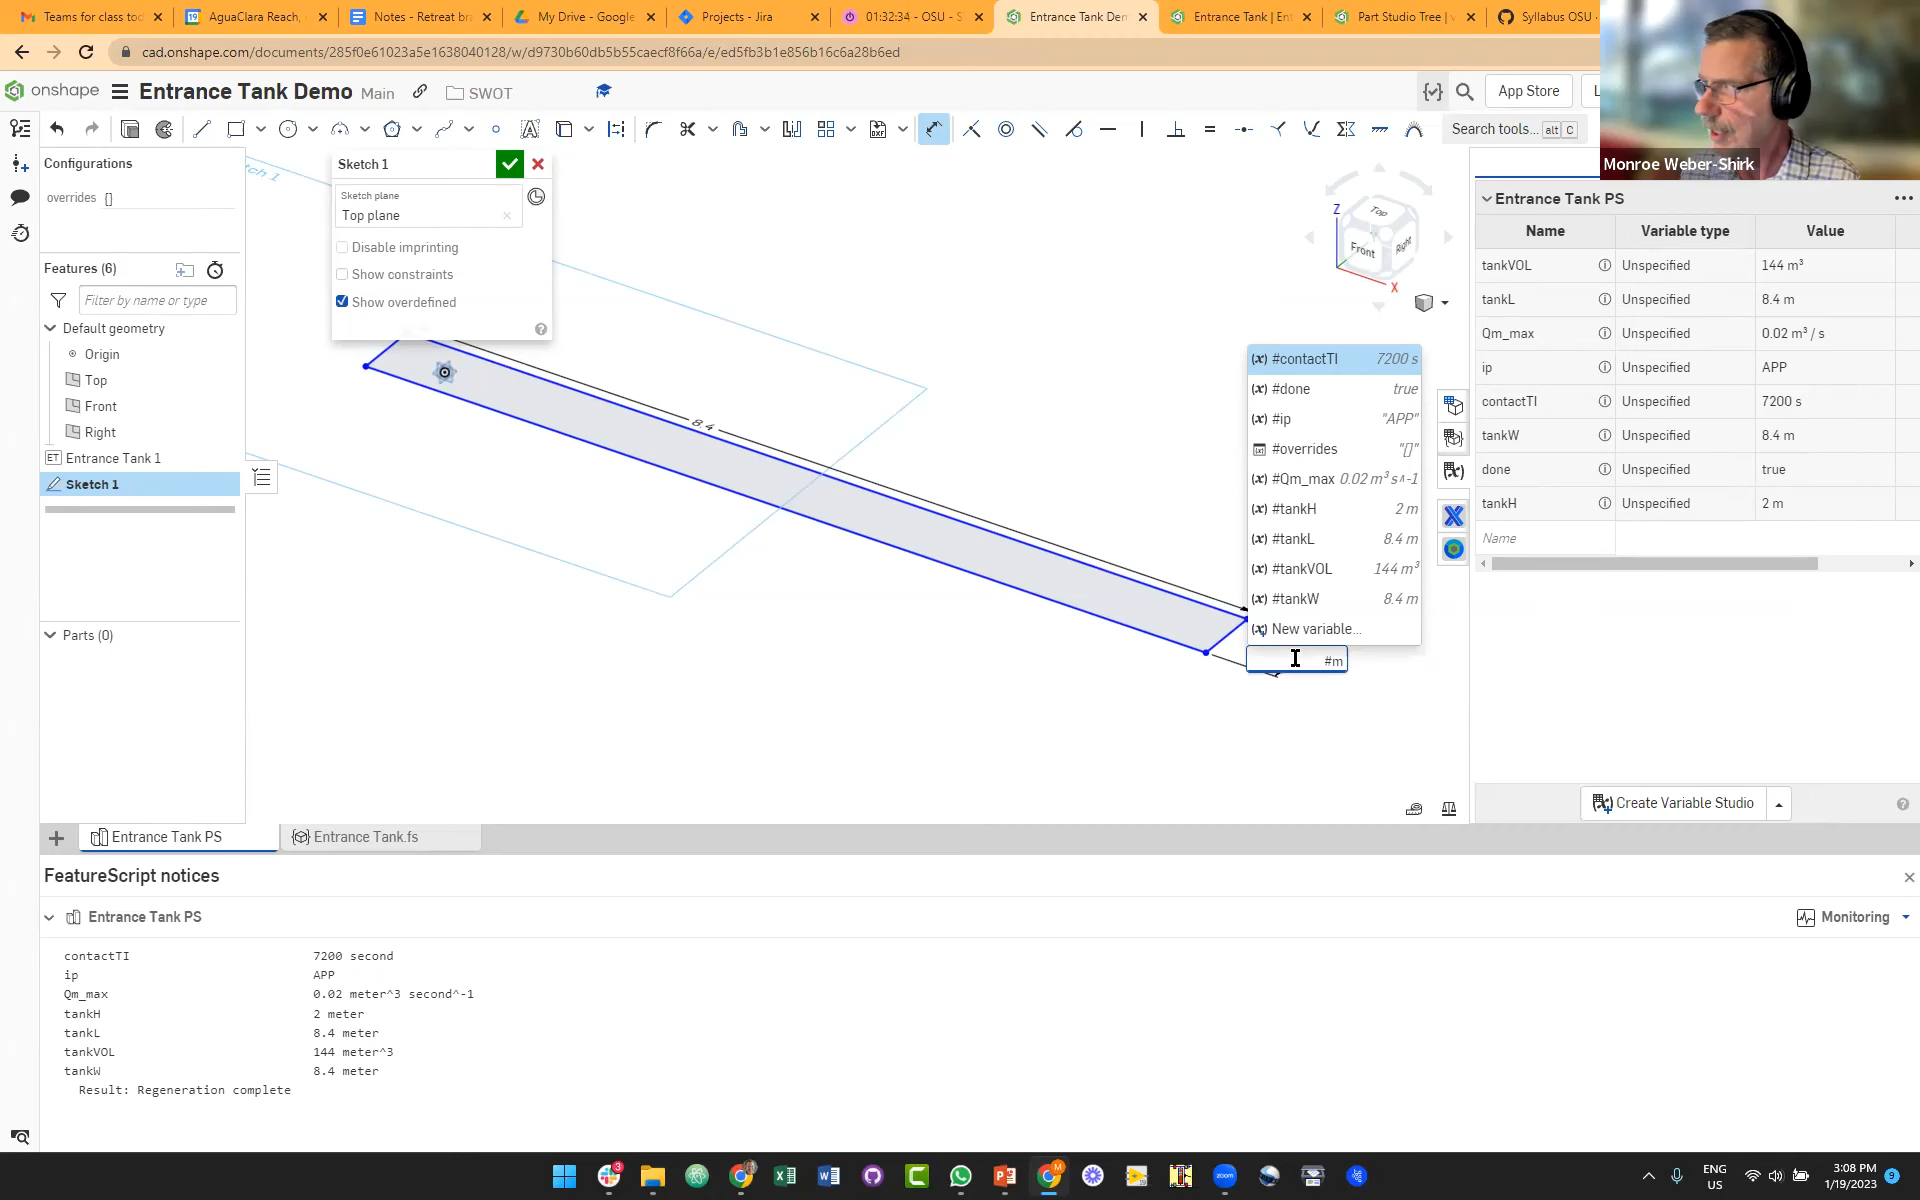 Teams for class tod
AguaClara Reach,
Notes - Retreat br
My Drive - Google
Projects - Jira
01:32:34 - OSU - S
Entrance Tank Dem
Entrance Tank | Ent
Part Studio Tree |
Syllabus OSU
cad.onshape.com/documents/285f0e61023a5e1638040128/w/d9730b60db5b55caecf8f66a/e/ed5fb3b1e856b16c6a28b6ed
onshape
Entrance Tank Demo
Main
SWOT
App Store
Search tools...
alt
C
Monroe Weber-Shirk
Configurations
overrides
[]
Features (6)
Filter by name or type
Default geometry
Origin
Top
Front
Right
ET
Entrance Tank 1
Sketch 1
Parts (0)
Sketch 1
Sketch plane
Top plane
Disable imprinting
Show constraints
Show overdefined
8.4
Z
Top
Front
Right
X
(x) #contactTI 7200 s
(x) #done true
(x) #ip "APP"
#overrides "[]"
(x) #Qm_max 0.02 m³ s^-1
(x) #tankH 2 m
(x) #tankL 8.4 m
(x) #tankVOL 144 m³
(x) #tankW 8.4 m
New variable...
#m
Entrance Tank PS
Name Variable type Value
tankVOL Unspecified 144 m³
tankL Unspecified 8.4 m
Qm_max Unspecified 0.02 m³ / s
ip Unspecified APP
contactTI Unspecified 7200 s
tankW Unspecified 8.4 m
done Unspecified true
tankH Unspecified 2 m
Name
Create Variable Studio
Entrance Tank PS
Entrance Tank.fs
FeatureScript notices
Entrance Tank PS
Monitoring
contactTI 7200 second
ip APP
Qm_max 0.02 meter^3 second^-1
tankH 2 meter
tankL 8.4 meter
tankVOL 144 meter^3
tankW 8.4 meter
Result: Regeneration complete
ENG
US
3:08 PM
1/19/2023